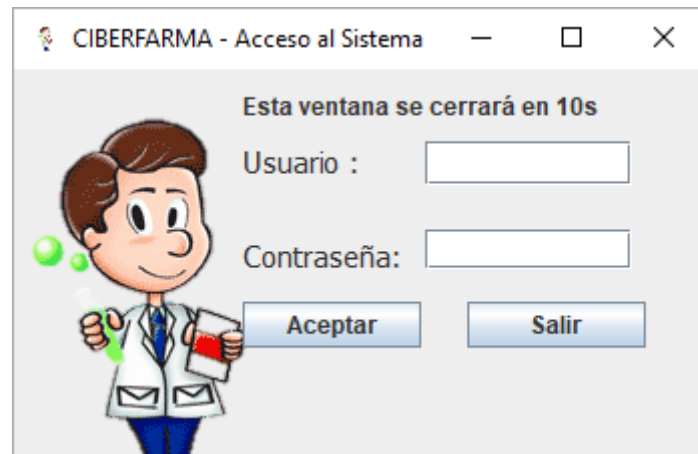 CIBERFARMA - Acceso al Sistema
Esta ventana se cerrará en 10s
Usuario :
Contraseña:
Aceptar Salir